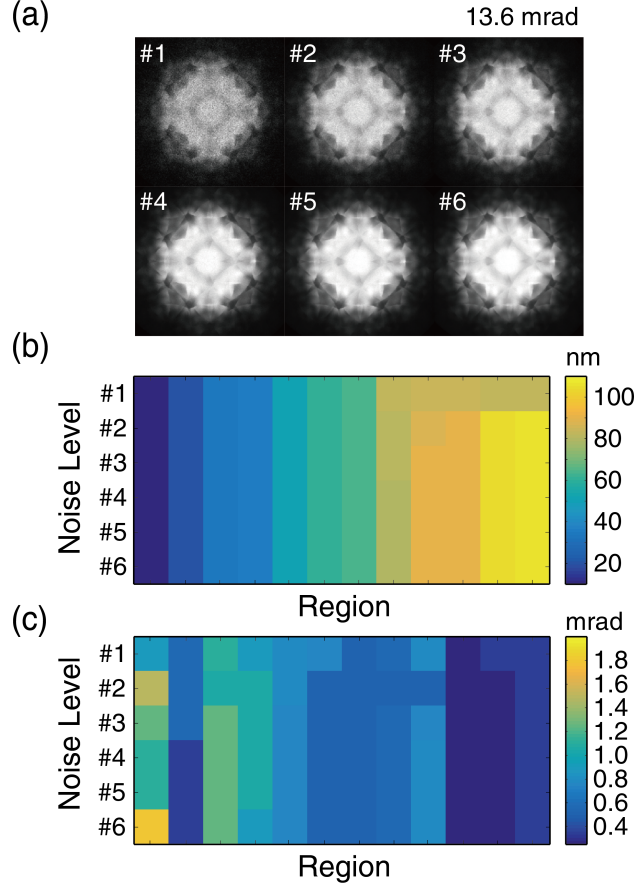 (a)
13.6 mrad
#1 #2 #3
#4 #5 #6
(b)
nm
Noise Level
#1
#2
#3
#4
#5
#6
100
80
60
40
20
Region
(c)
mrad
Noise Level
#1
#2
#3
#4
#5
#6
1.8
1.6
1.4
1.2
1.0
0.8
0.6
0.4
Region